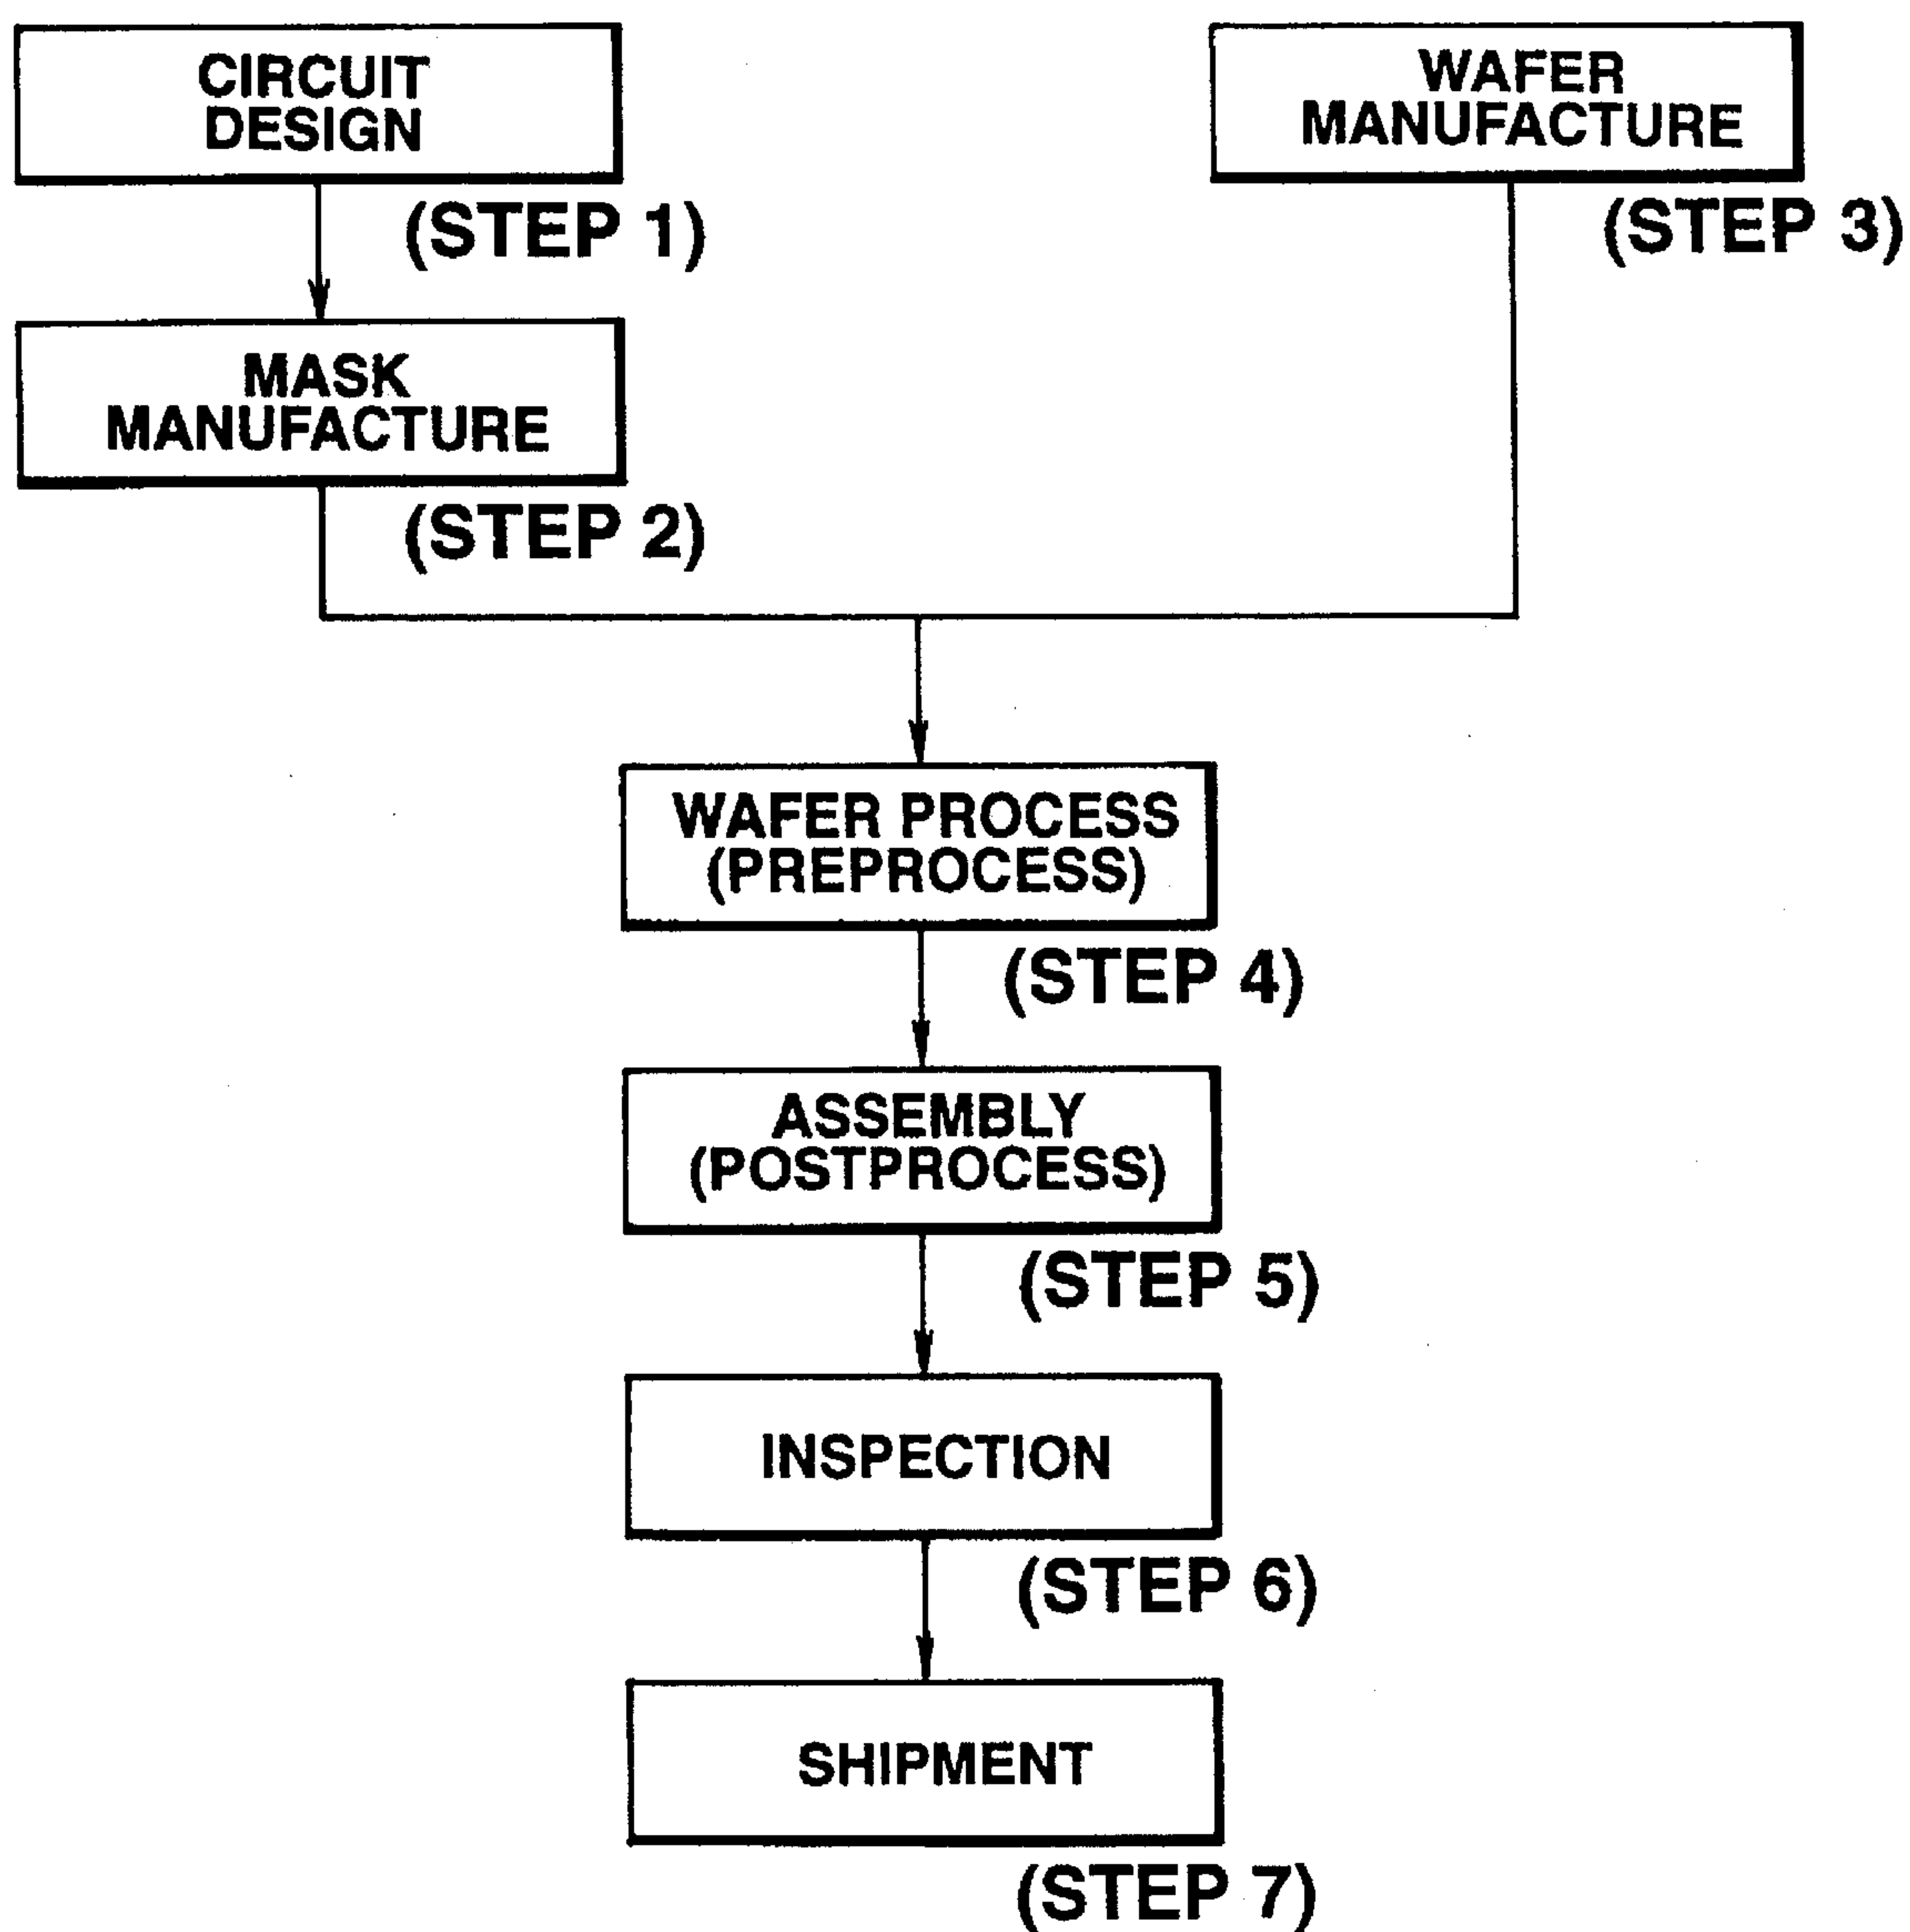 CIRCUIT
DESIGN
(STEP 1)
MASK
MANUFACTURE
(STEP 2)
WAFER
MANUFACTURE
(STEP 3)
WAFER PROCESS
(PREPROCESS)
(STEP 4)
ASSEMBLY
(POSTPROCESS)
(STEP 5)
INSPECTION
(STEP 6)
SHIPMENT
(STEP 7)